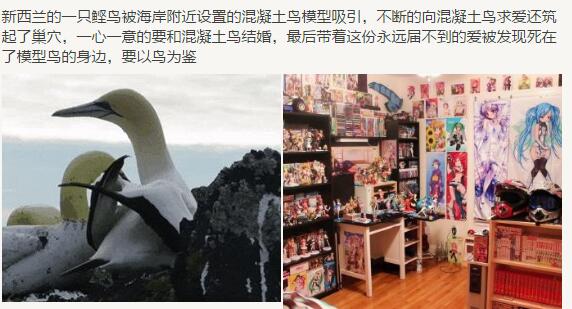 新西兰的一只鲣鸟被海岸附近设置的混凝土鸟模型吸引，不断的向混凝土鸟求爱还筑
起了巢穴，一心一意的要和混凝土鸟结婚，最后带着这份永远届不到的爱被发现死在
了模型鸟的身边，要以鸟为鉴